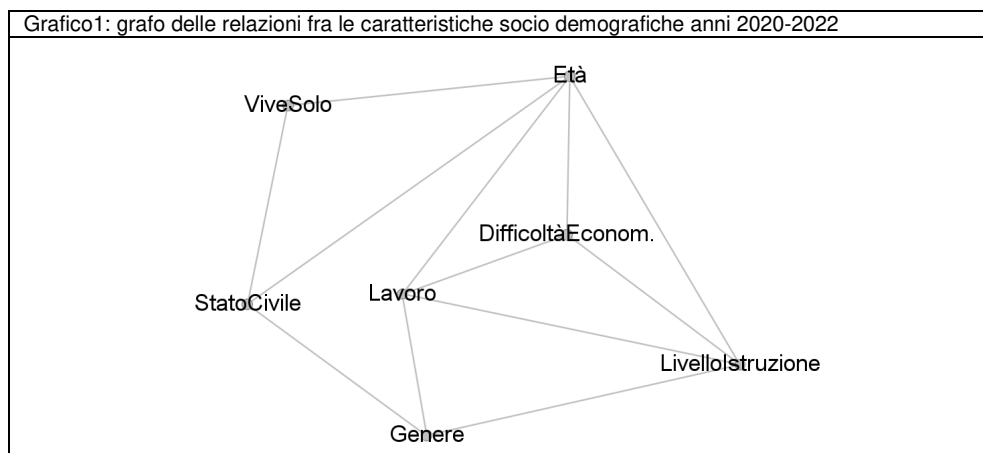 Grafico1: grafo delle relazioni fra le caratteristiche socio demografiche anni 2020-2022
Età
ViveSolo
DifficoltàEconom.
Lavoro
StatoCivile
LivelloIstruzione
Genere